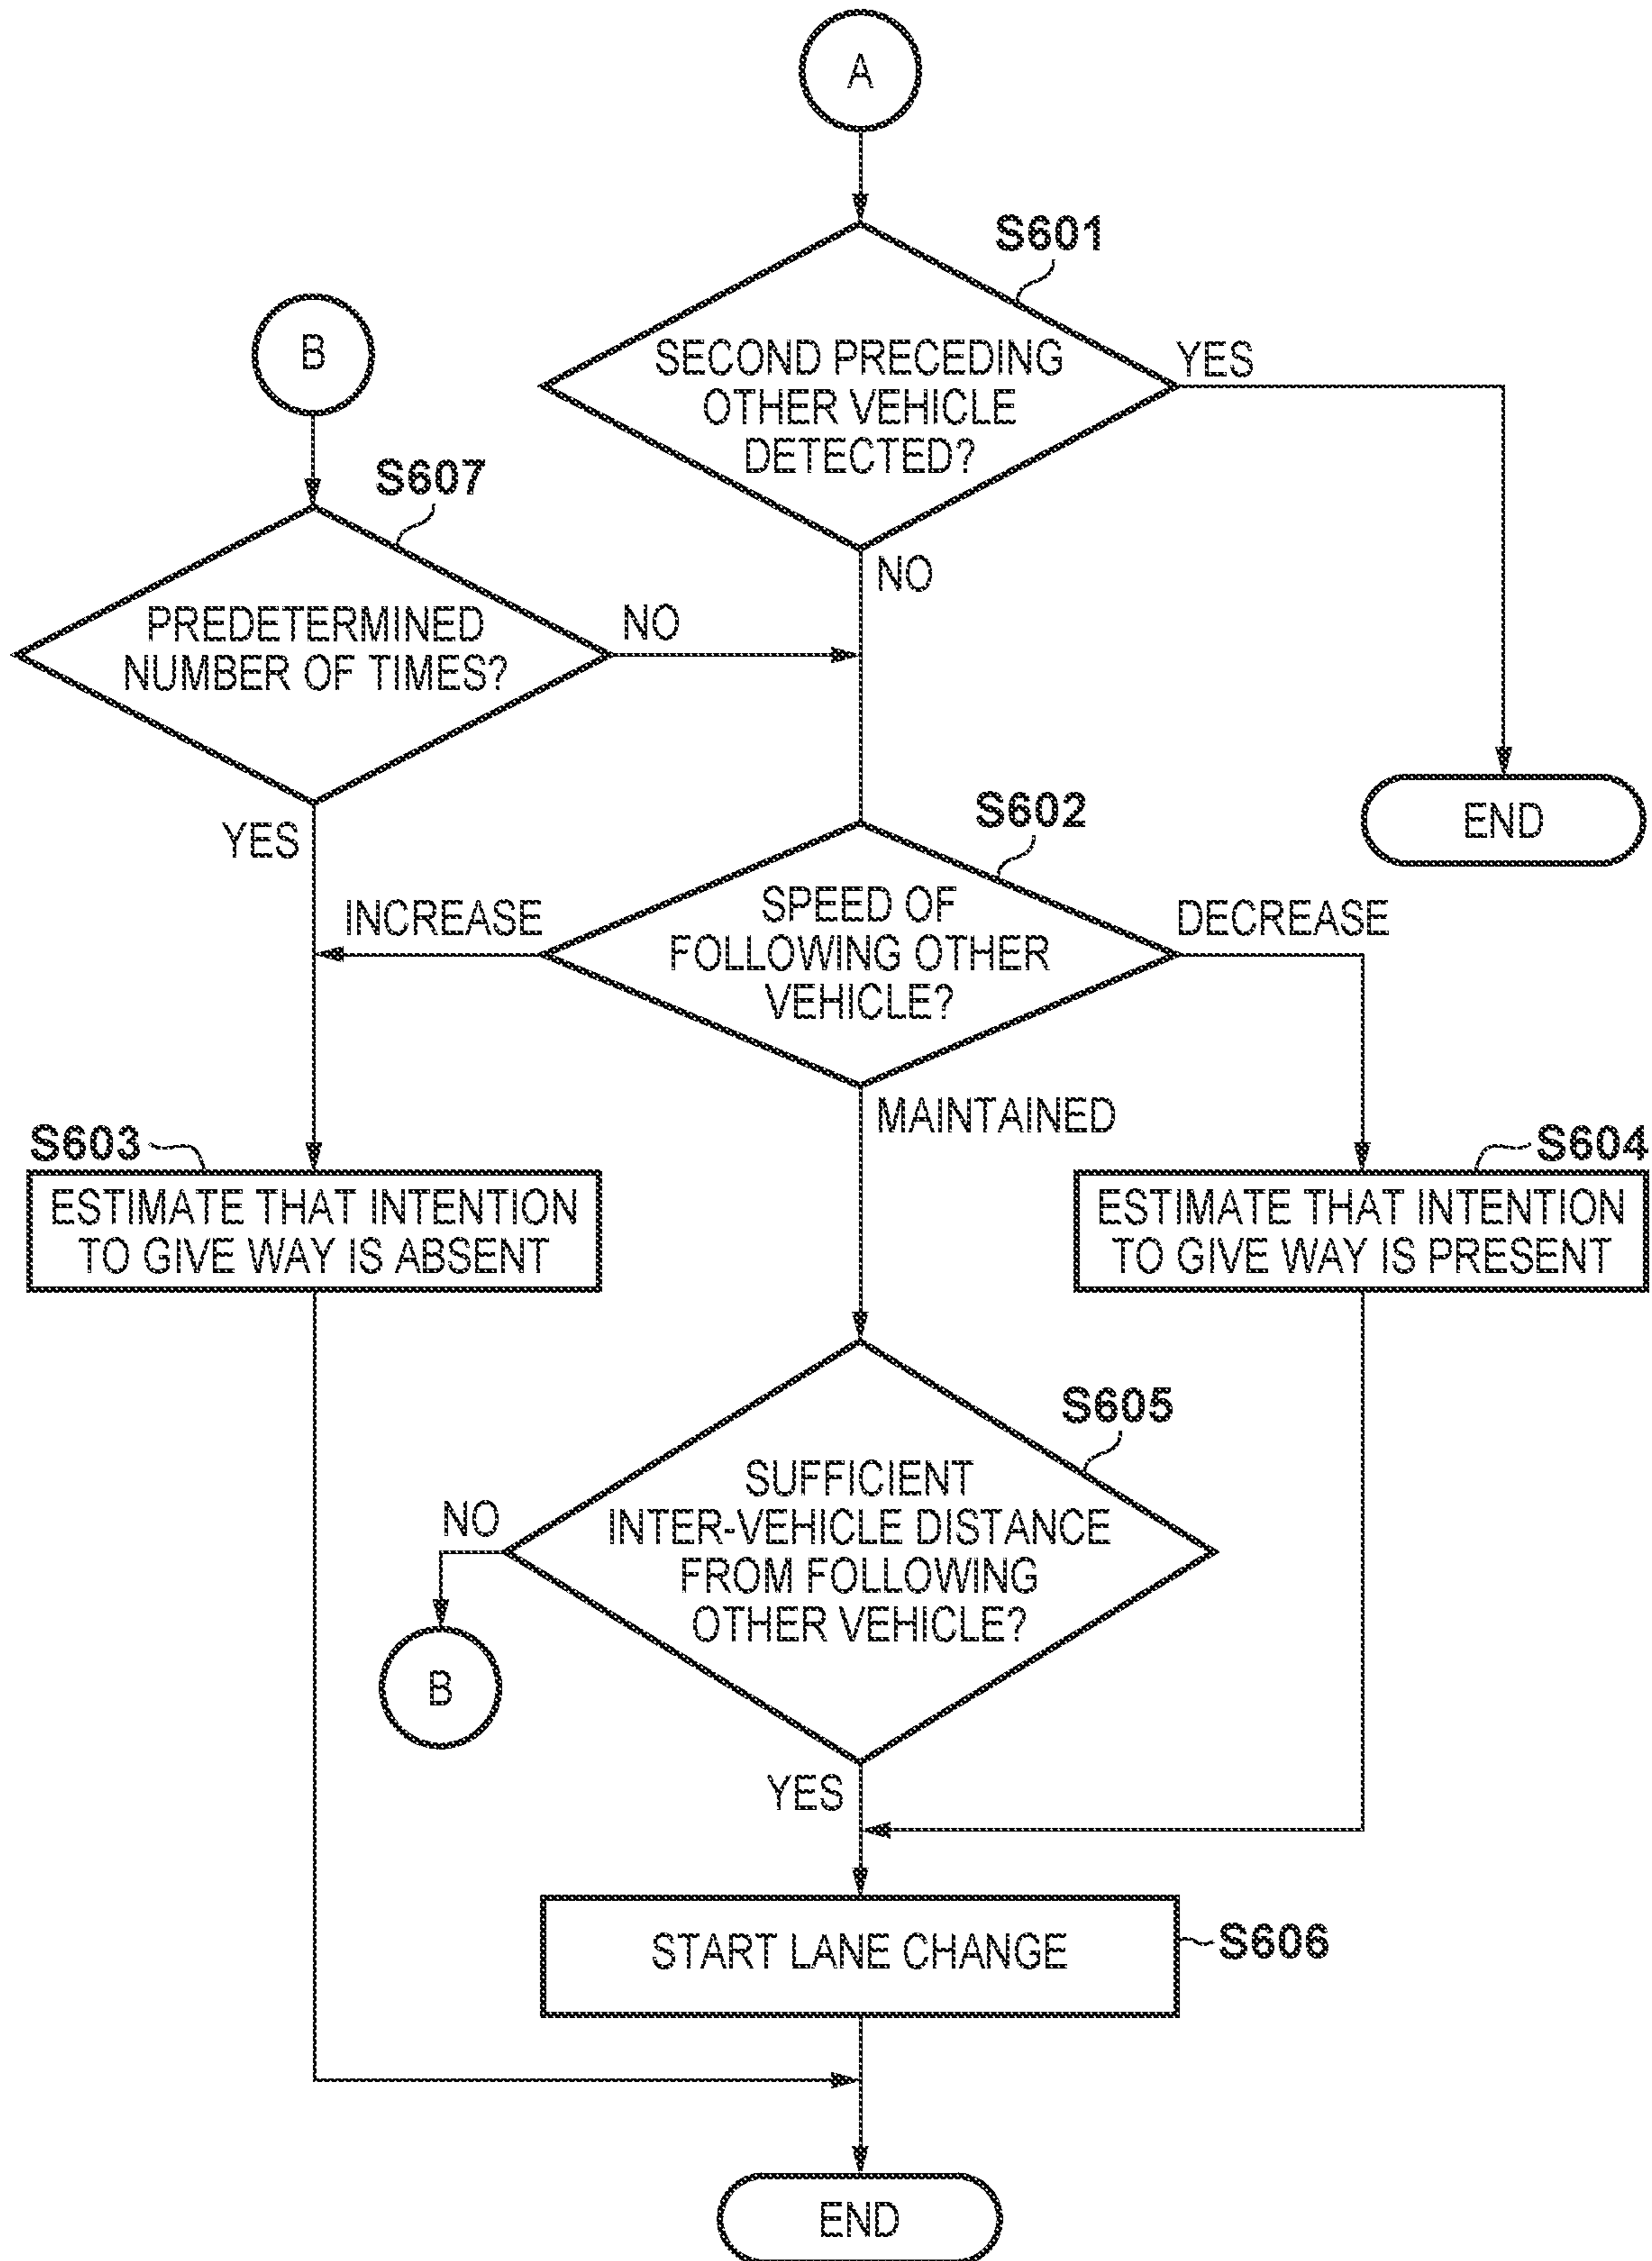 A
S601
SECOND PRECEDING
OTHER VEHICLE
DETECTED?
YES
NO
B
S607
PREDETERMINED
NUMBER OF TIMES?
NO
YES
END
S602
SPEED OF
FOLLOWING OTHER
VEHICLE?
INCREASE
DECREASE
MAINTAINED
S603
ESTIMATE THAT INTENTION
TO GIVE WAY IS ABSENT
S604
ESTIMATE THAT INTENTION
TO GIVE WAY IS PRESENT
S605
SUFFICIENT
INTER-VEHICLE DISTANCE
FROM FOLLOWING
OTHER VEHICLE?
NO
B
YES
START LANE CHANGE
S606
END